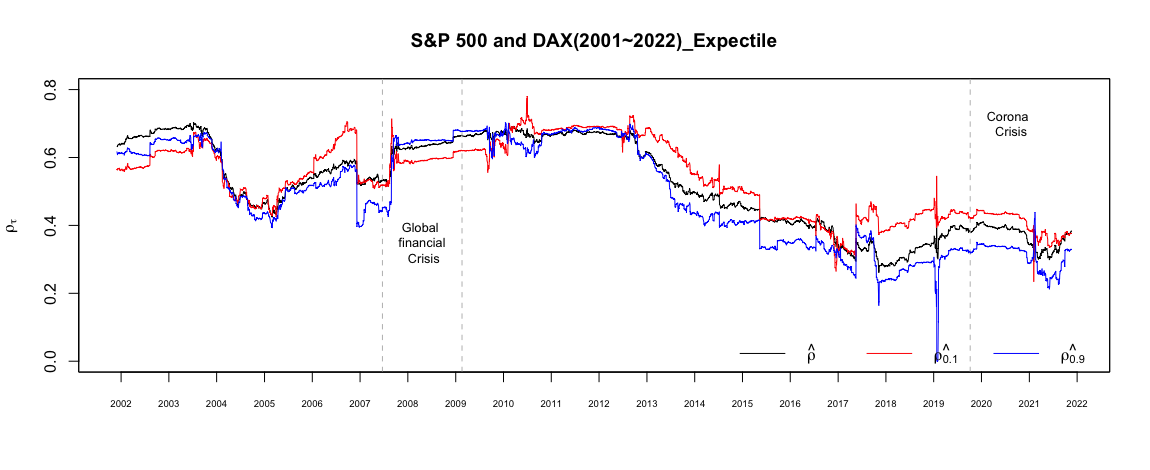 S&P 500 and DAX(2001~2022)_Expectile
ρτ
0.8
0.6
0.4
0.2
0.0
Corona
Crisis
Global
financial
Crisis
ρ̂ ρ̂0.1 ρ̂0.9
2002 2003 2004 2005 2006 2007 2008 2009 2010 2011 2012 2013 2014 2015 2016 2017 2018 2019 2020 2021 2022